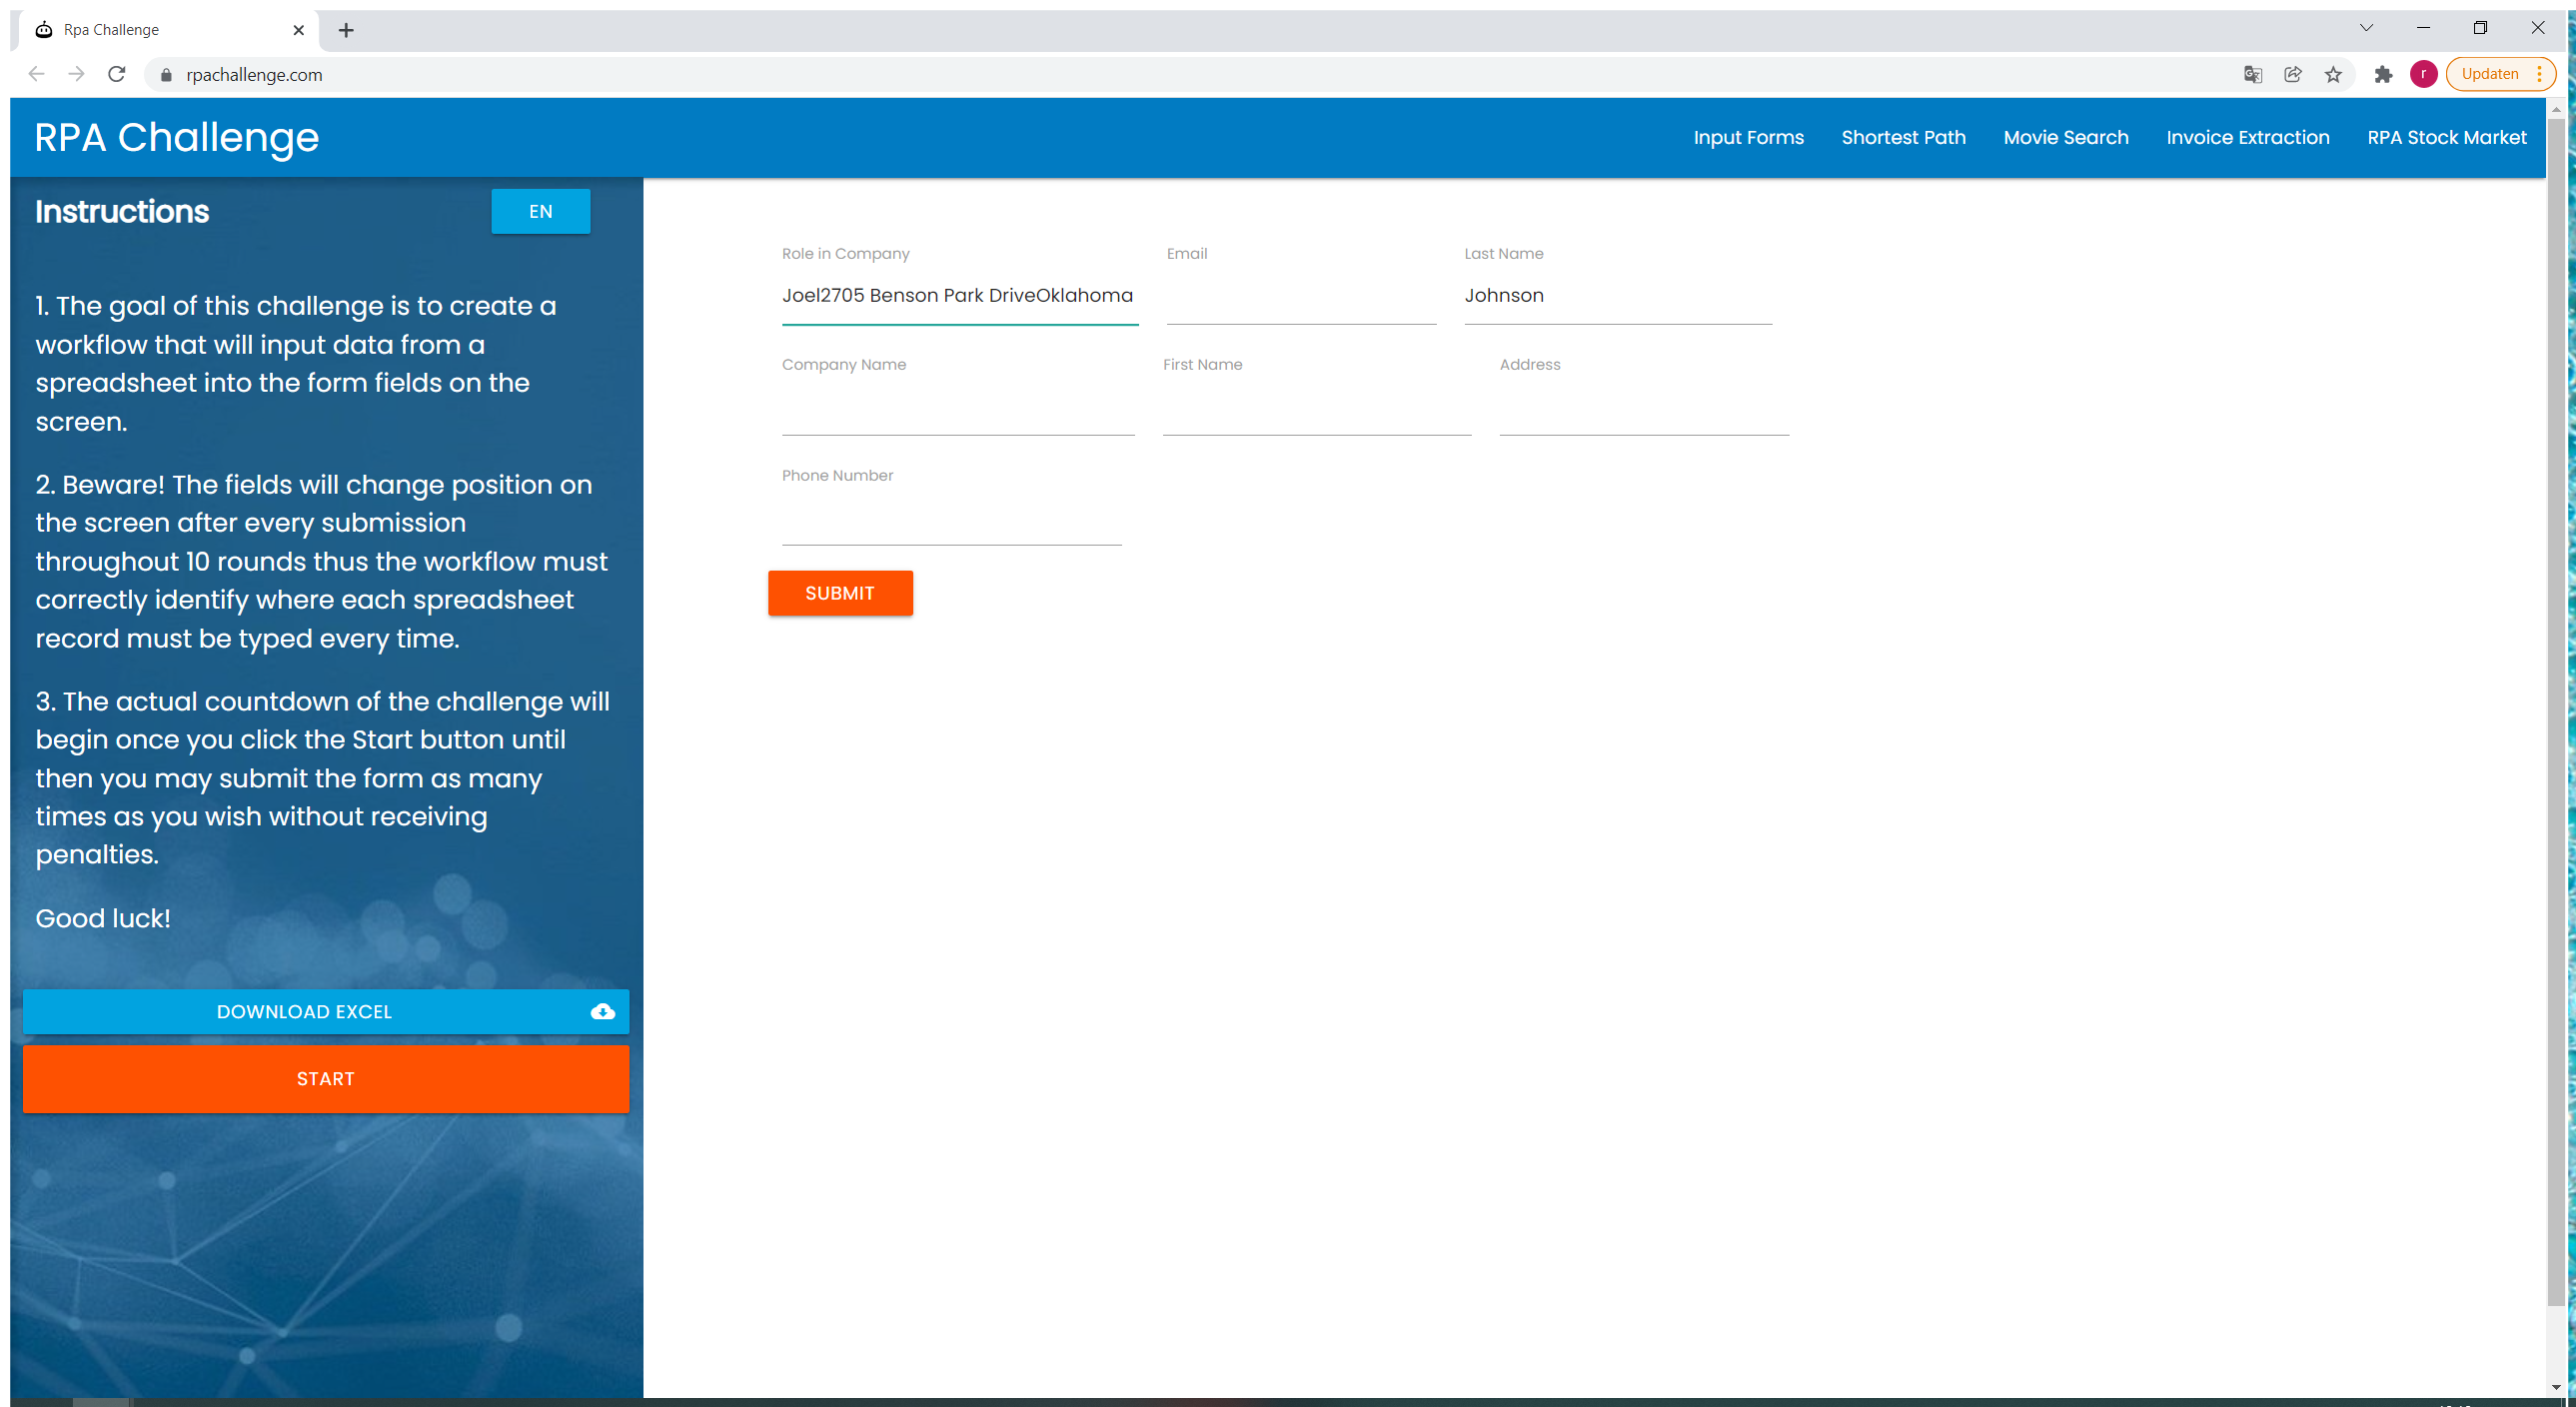 Rpa Challenge
rpachallenge.com
r
Updaten
RPA Challenge
Input Forms
Shortest Path
Movie Search
Invoice Extraction
RPA Stock Market
Instructions
EN
1. The goal of this challenge is to create a
workflow that will input data from a
spreadsheet into the form fields on the
screen.
2. Beware! The fields will change position on
the screen after every submission
throughout 10 rounds thus the workflow must
correctly identify where each spreadsheet
record must be typed every time.
3. The actual countdown of the challenge will
begin once you click the Start button until
then you may submit the form as many
times as you wish without receiving
penalties.
Good luck!
DOWNLOAD EXCEL
START
Role in Company
Joel2705 Benson Park DriveOklahoma
Email
Last Name
Johnson
Company Name
First Name
Address
Phone Number
SUBMIT